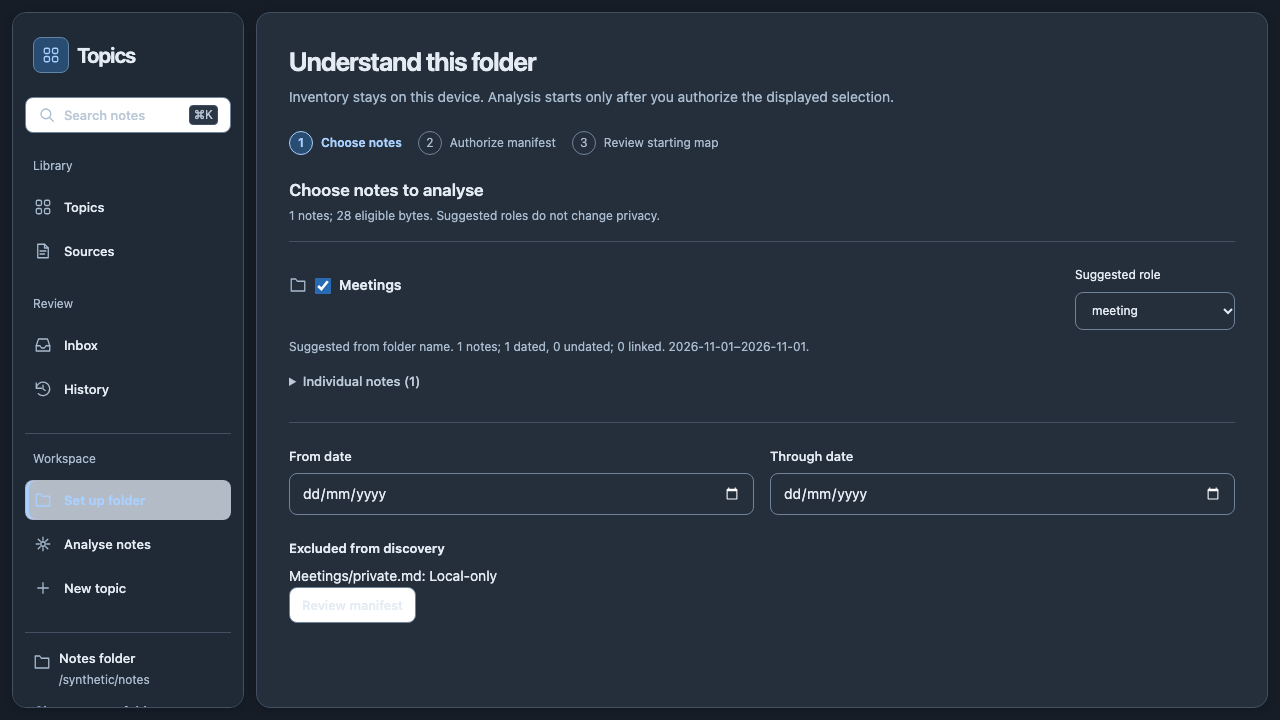 Topics
Search notes ⌘K
Library
Topics
Sources
Review
Inbox
History
Workspace
Set up folder
Analyse notes
New topic
Notes folder
/synthetic/notes
Understand this folder
Inventory stays on this device. Analysis starts only after you authorize the displayed selection.
1 Choose notes 2 Authorize manifest 3 Review starting map
Choose notes to analyse
1 notes; 28 eligible bytes. Suggested roles do not change privacy.
Meetings
Suggested role
meeting
Suggested from folder name. 1 notes; 1 dated, 0 undated; 0 linked. 2026-11-01–2026-11-01.
Individual notes (1)
From date
dd/mm/yyyy
Through date
dd/mm/yyyy
Excluded from discovery
Meetings/private.md: Local-only
Review manifest